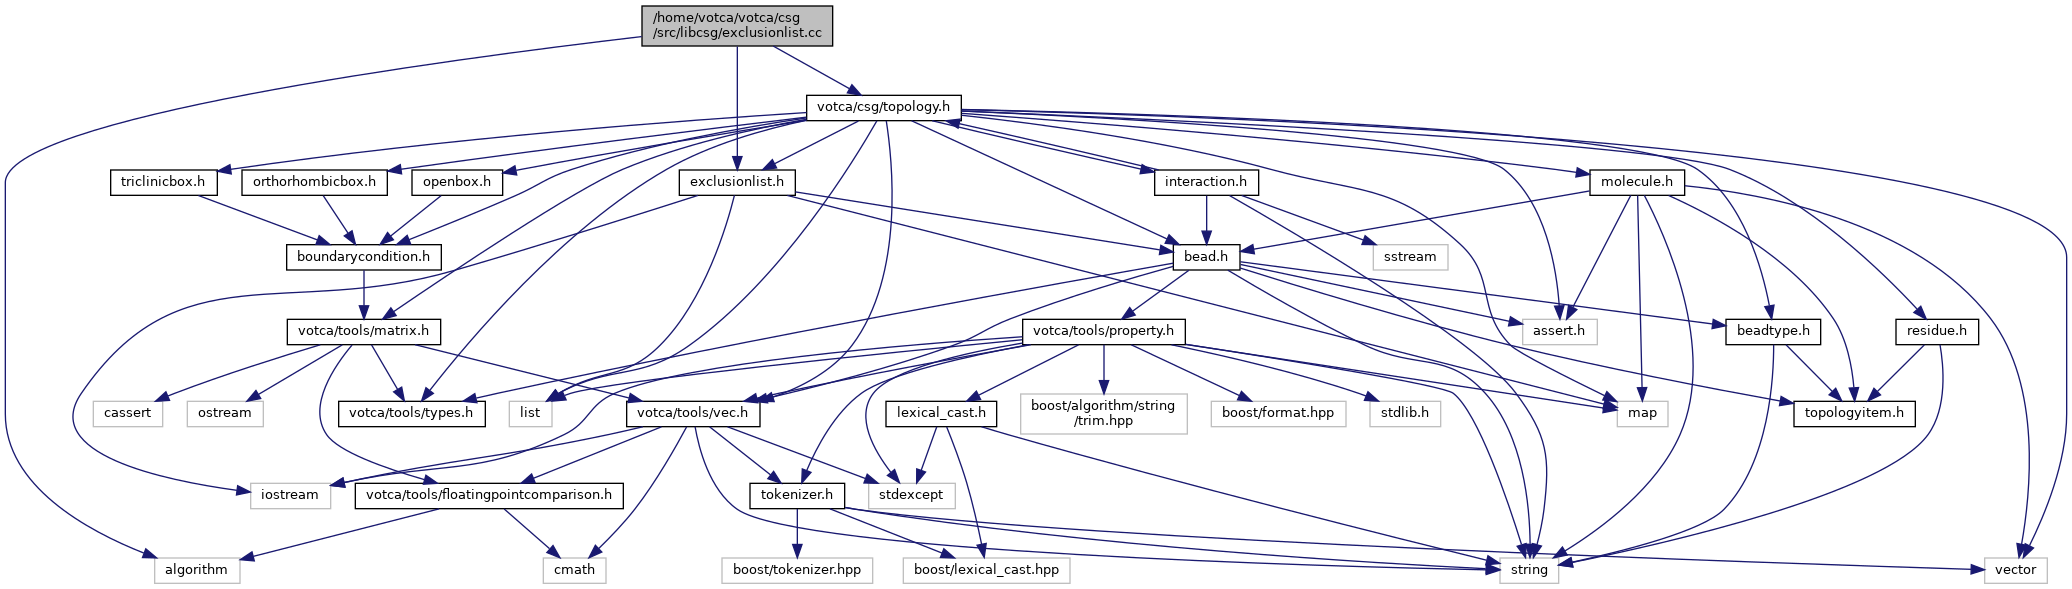 /home/votca/votca/csg
/src/libcsg/exclusionlist.cc
votca/csg/topology.h
triclinicbox.h
orthorhombicbox.h
openbox.h
exclusionlist.h
interaction.h
molecule.h
boundarycondition.h
bead.h
sstream
votca/tools/matrix.h
votca/tools/property.h
assert.h
beadtype.h
residue.h
cassert
ostream
votca/tools/types.h
list
votca/tools/vec.h
lexical_cast.h
boost/algorithm/string
/trim.hpp
boost/format.hpp
stdlib.h
map
topologyitem.h
iostream
votca/tools/floatingpointcomparison.h
tokenizer.h
stdexcept
algorithm
cmath
boost/tokenizer.hpp
boost/lexical_cast.hpp
string
vector